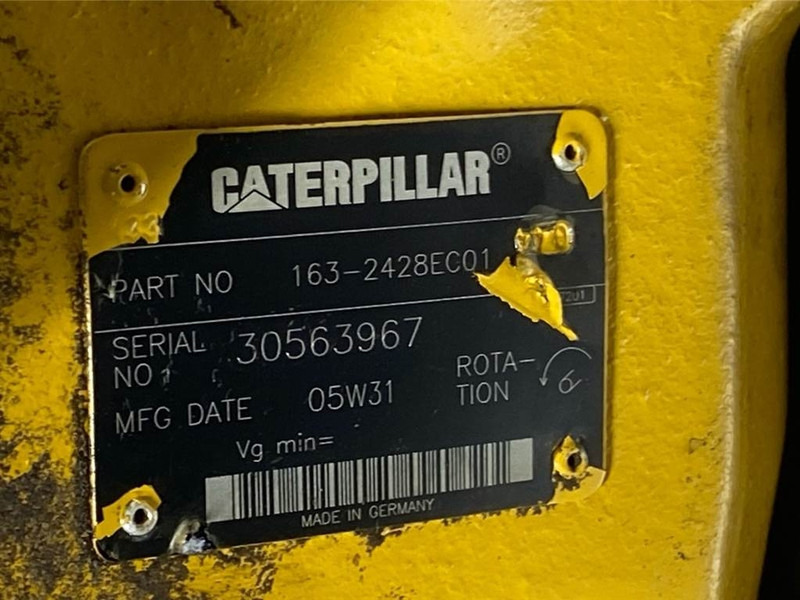 CATERPILLAR®
PART NO 163-2428EC01
SERIAL NO 30563967
MFG DATE 05W31 ROTA-
TION
Vg min=
MADE IN GERMANY